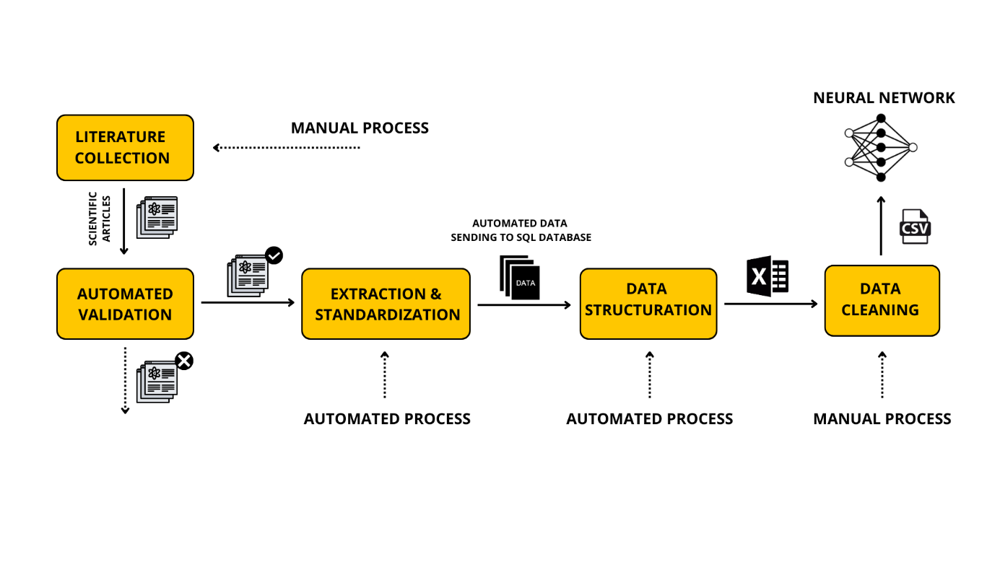 NEURAL NETWORK
LITERATURE
COLLECTION
MANUAL PROCESS
SCIENTIFIC
ARTICLES
CSV
AUTOMATED DATA
SENDING TO SQL DATABASE
DATA
X
AUTOMATED
VALIDATION
EXTRACTION &
STANDARDIZATION
DATA
STRUCTURATION
DATA
CLEANING
AUTOMATED PROCESS
AUTOMATED PROCESS
MANUAL PROCESS